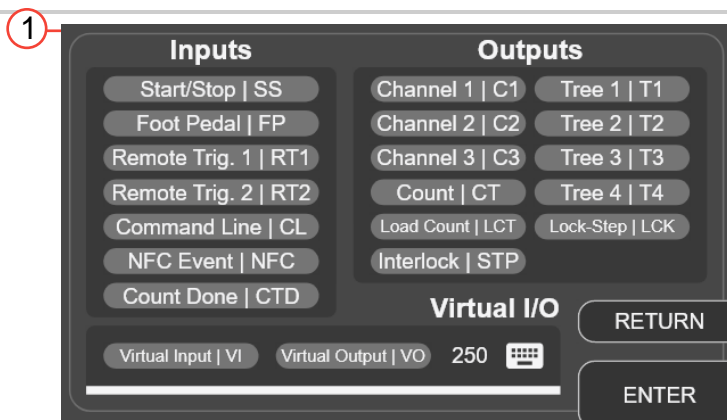 1
Inputs
Start/Stop | SS
Foot Pedal | FP
Remote Trig. 1 | RT1
Remote Trig. 2 | RT2
Command Line | CL
NFC Event | NFC
Count Done | CTD
Outputs
Channel 1 | C1 Tree 1 | T1
Channel 2 | C2 Tree 2 | T2
Channel 3 | C3 Tree 3 | T3
Count | CT Tree 4 | T4
Load Count | LCT Lock-Step | LCK
Interlock | STP
Virtual I/O
Virtual Input | VI Virtual Output | VO 250
RETURN
ENTER